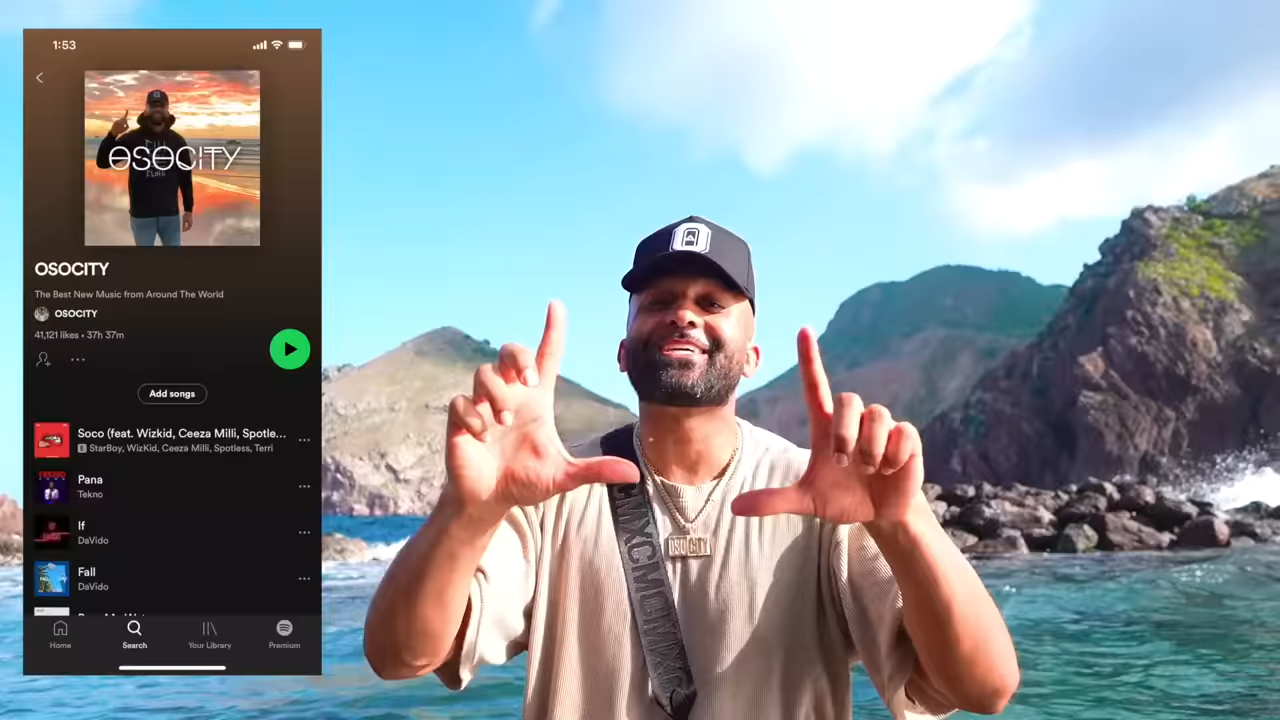 1:53
OSOCITY
OSOCITY
The Best New Music from Around The World
OSOCITY
41,121 likes • 37h 37m
Add songs
Soco (feat. Wizkid, Ceeza Milli, Spotle...
E StarBoy, WizKid, Ceeza Milli, Spotless, Terri
Pana
Tekno
If
DaVido
Fall
DaVido
Home
Search
Your Library
Premium
OSOCITY